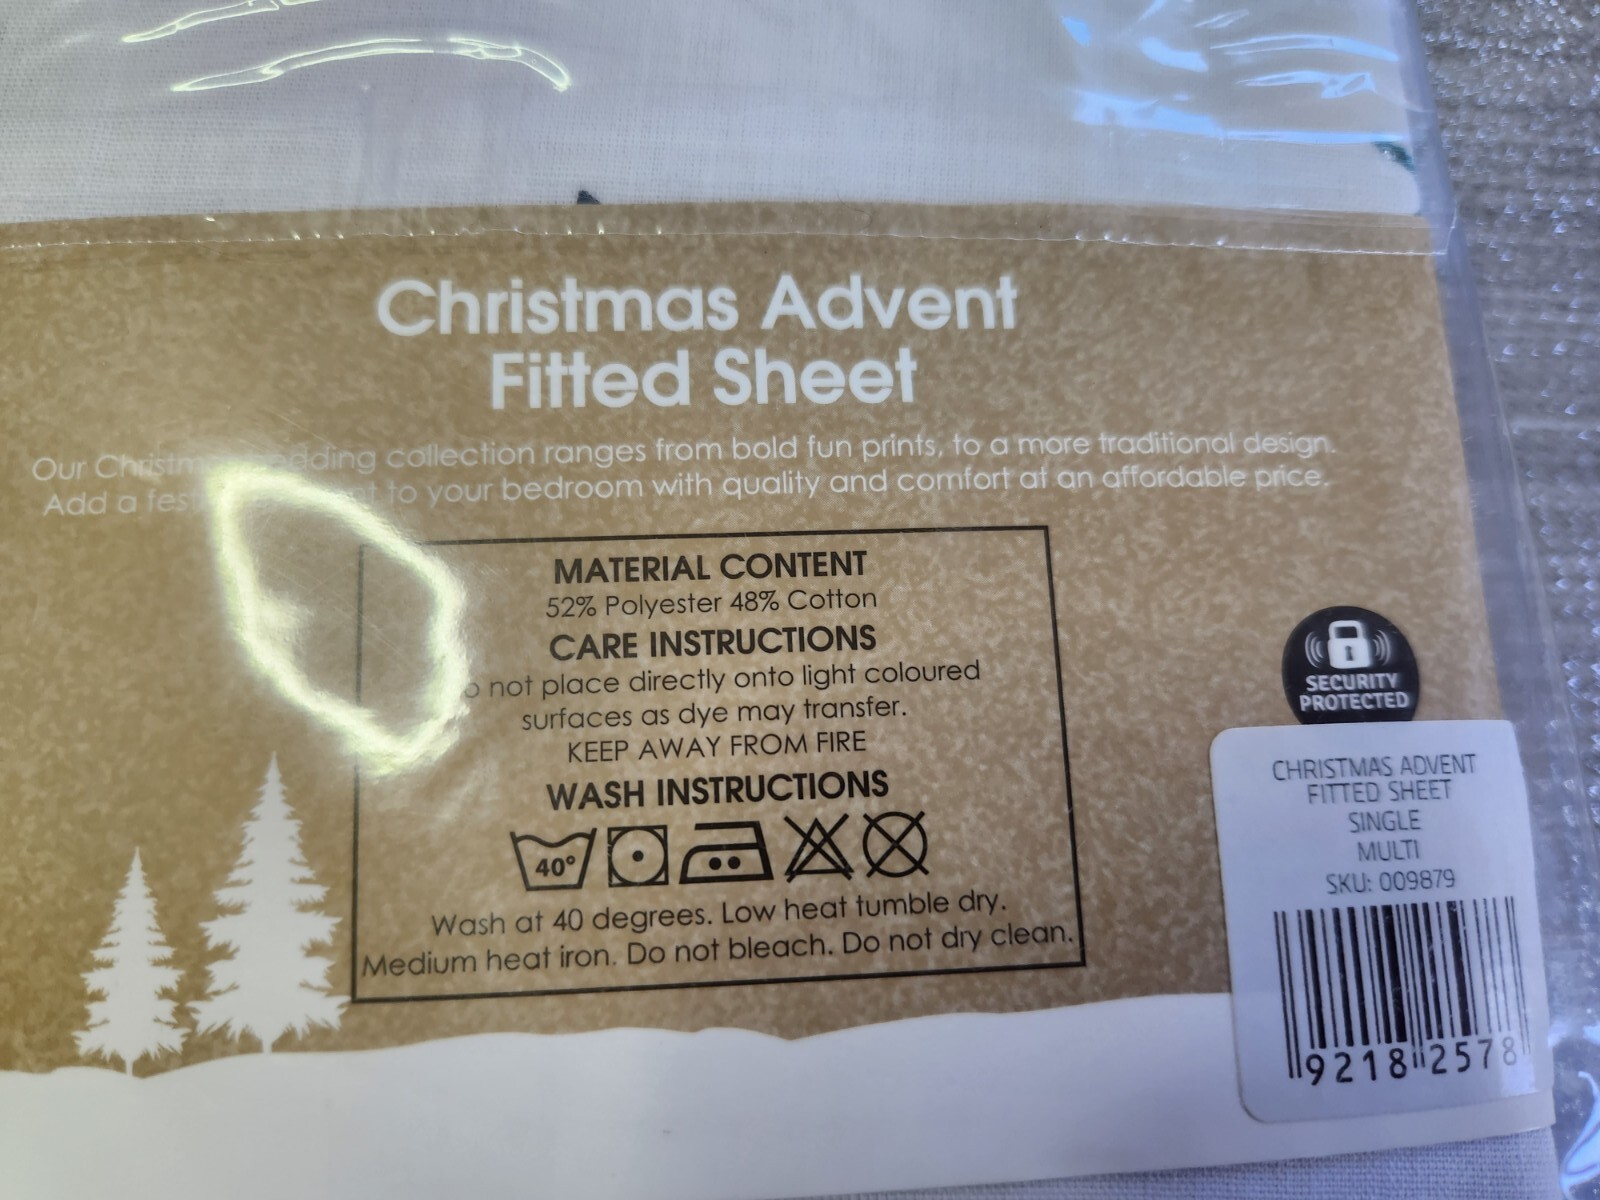 Christmas Advent
Fitted Sheet
Our Christm edding collection ranges from bold fun prints, to a more traditional design.
Add a fes to your bedroom with quality and comfort at an affordable price.
MATERIAL CONTENT
52% Polyester 48% Cotton
CARE INSTRUCTIONS
o not place directly onto light coloured
surfaces as dye may transfer.
KEEP AWAY FROM FIRE
WASH INSTRUCTIONS
40°
Wash at 40 degrees. Low heat tumble dry.
Medium heat iron. Do not bleach. Do not dry clean.
SECURITY
PROTECTED
CHRISTMAS ADVENT
FITTED SHEET
SINGLE
MULTI
SKU: 009879
92182578